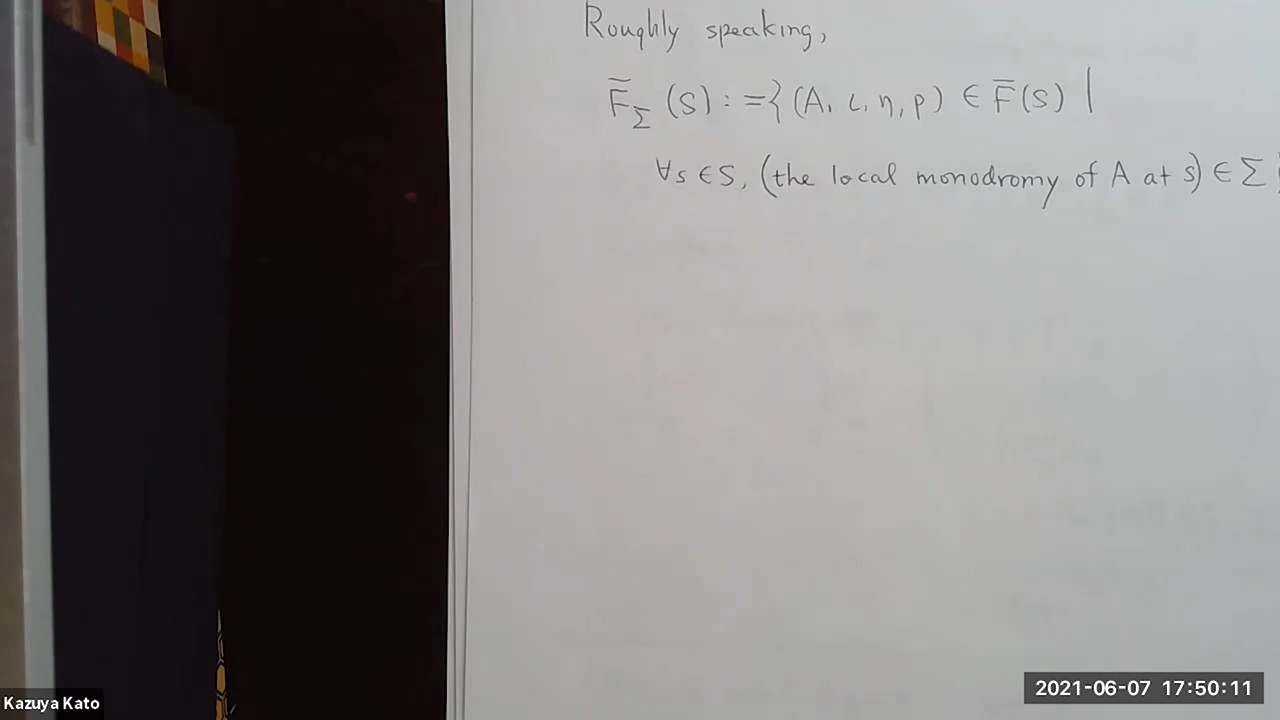 Roughly speaking,
F̄_Σ (S) := { (A, ι, η, p) ∈ F̄(S) |
∀s ∈ S, (the local monodromy of A at s) ∈ Σ }
Kazuya Kato
2021-06-07 17:50:11